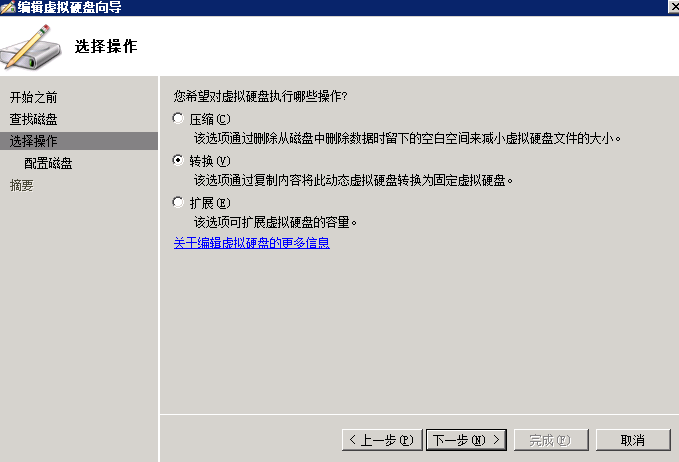 编辑虚拟硬盘向导
选择操作
开始之前
查找磁盘
选择操作
配置磁盘
摘要
您希望对虚拟硬盘执行哪些操作?
压缩(C)
该选项通过删除从磁盘中删除数据时留下的空白空间来减小虚拟硬盘文件的大小。
转换(V)
该选项通过复制内容将此动态虚拟硬盘转换为固定虚拟硬盘。
扩展(E)
该选项可扩展虚拟硬盘的容量。
关于编辑虚拟硬盘的更多信息
< 上一步(P) 下一步(N) > 完成(F) 取消